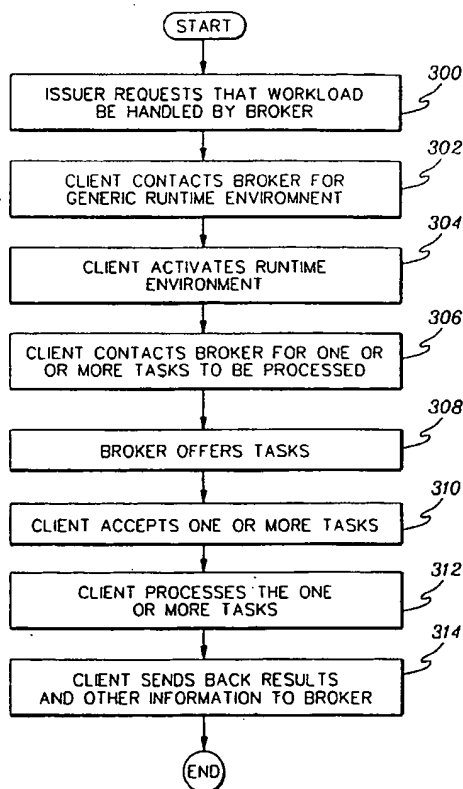 START
300
ISSUER REQUESTS THAT WORKLOAD
BE HANDLED BY BROKER
302
CLIENT CONTACTS BROKER FOR
GENERIC RUNTIME ENVIROMNENT
304
CLIENT ACTIVATES RUNTIME
ENVIRONMENT
306
CLIENT CONTACTS BROKER FOR ONE OR
OR MORE TASKS TO BE PROCESSED
308
BROKER OFFERS TASKS
310
CLIENT ACCEPTS ONE OR MORE TASKS
312
CLIENT PROCESSES THE ONE
OR MORE TASKS
314
CLIENT SENDS BACK RESULTS
AND OTHER INFORMATION TO BROKER
END